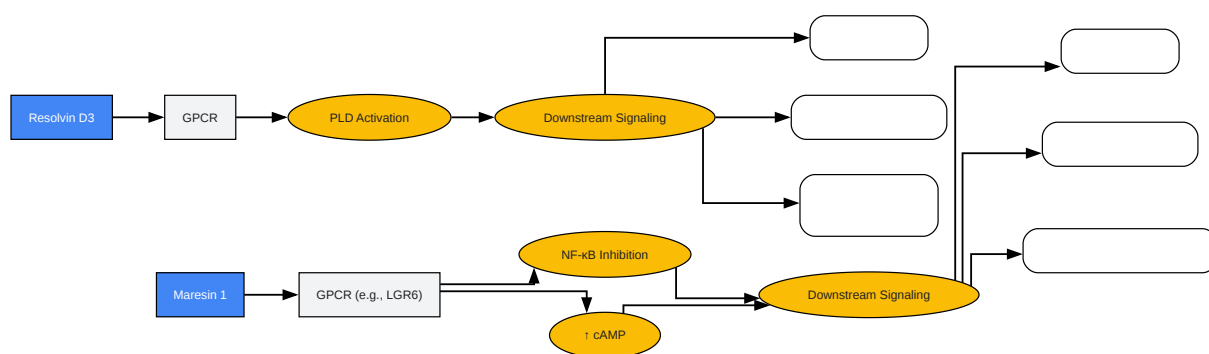 Resolvin D3
GPCR
PLD Activation
Downstream Signaling
NF-κB Inhibition
Maresin 1
GPCR (e.g., LGR6)
Downstream Signaling
↑ cAMP